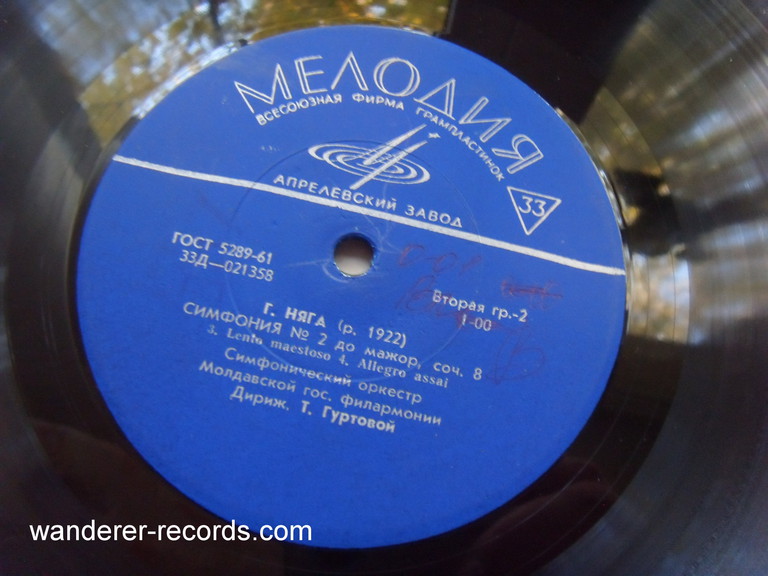 МЕЛОДИЯ
ВСЕСОЮЗНАЯ ФИРМА ГРАМПЛАСТИНОК
АПРЕЛЕВСКИЙ ЗАВОД
33
ГОСТ 5289-61
33Д—021358
Вторая гр.-2
1-00
Г. НЯГА (р. 1922)
СИМФОНИЯ № 2 до мажор, соч. 8
3. Lento maestoso 4. Allegro assai
Симфонический оркестр
Молдавской гос. филармонии
Дириж. Т. Гуртовой
wanderer-records.com